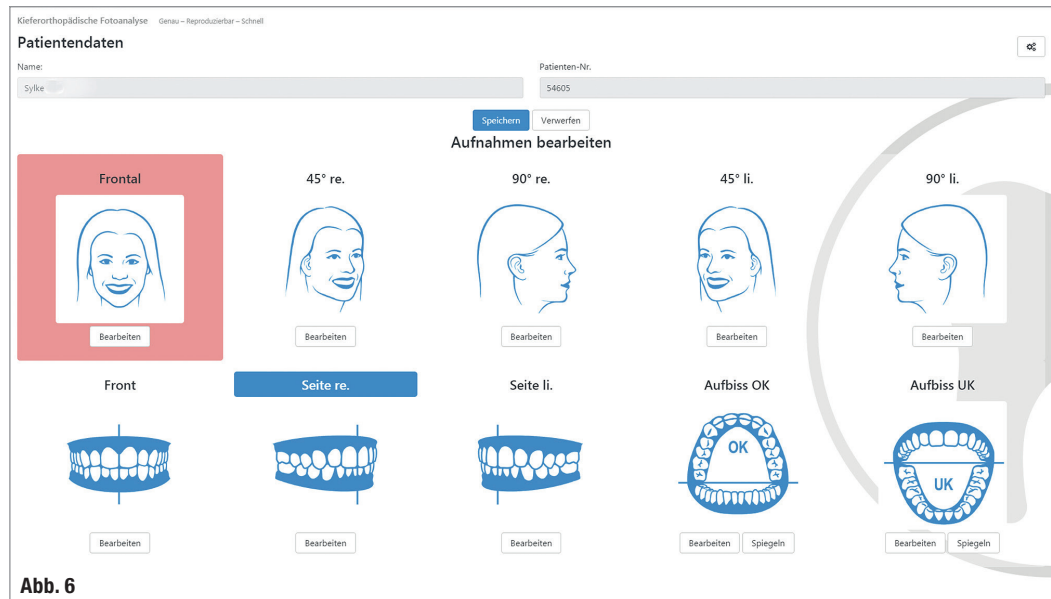 Kieferorthopädische Fotoanalyse Genau – Reproduzierbar – Schnell
Patientendaten
Name: Patienten-Nr.
Sylke 54605
Speichern Verwerfen
Aufnahmen bearbeiten
Frontal 45° re. 90° re. 45° li. 90° li.
Bearbeiten Bearbeiten Bearbeiten Bearbeiten Bearbeiten
Front Seite re. Seite li. Aufbiss OK Aufbiss UK
OK UK
Bearbeiten Bearbeiten Bearbeiten Bearbeiten Spiegeln Bearbeiten Spiegeln
Abb. 6